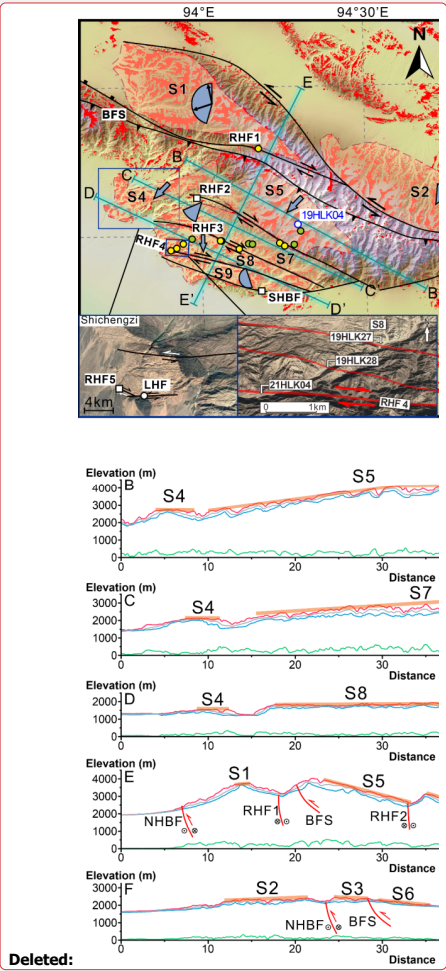 94°E 94°30'E
N
E
S1
BFS
RHF1
B
C
S4
D
RHF2
S5
S2
19HLK04
RHF3
RHF4
S8
S7
S9
B
C
E'
SHBF
D'
Shichengzi
RHF5
LHF
4km
S8
19HLK27
19HLK28
21HLK04
RHF 4
0 1km
Elevation (m)
B
S4
S5
4000
3000
2000
1000
0
0 10 20 30
Distance
Elevation (m)
C
S4
S7
3000
2000
1000
0
0 10 20 30
Distance
Elevation (m)
D
S4
S8
2000
1000
0
0 10 20 30
Distance
Elevation (m)
E
S1
S5
4000
3000
2000
1000
0
NHBF
RHF1
BFS
RHF2
0 10 20 30
Distance
Elevation (m)
F
S2
S3
S6
3000
2000
1000
0
NHBF
BFS
0 10 20 30
Distance
Deleted: